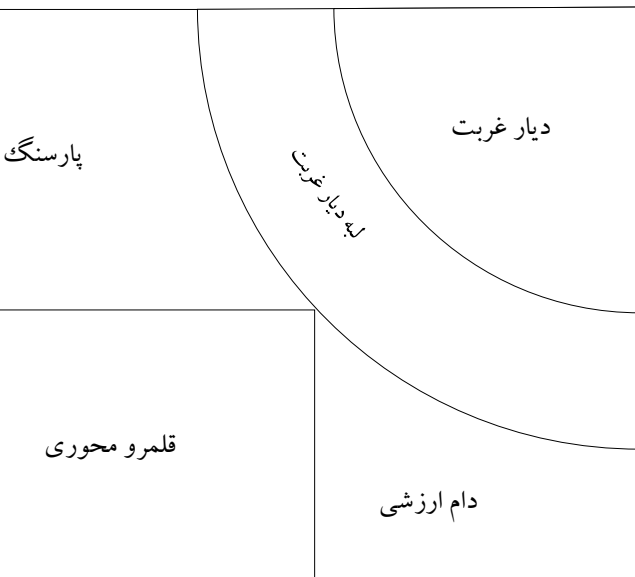 دیار غربت
پارسنگ
لبه دیار غربت
قلمرو محوری
دام ارزشی